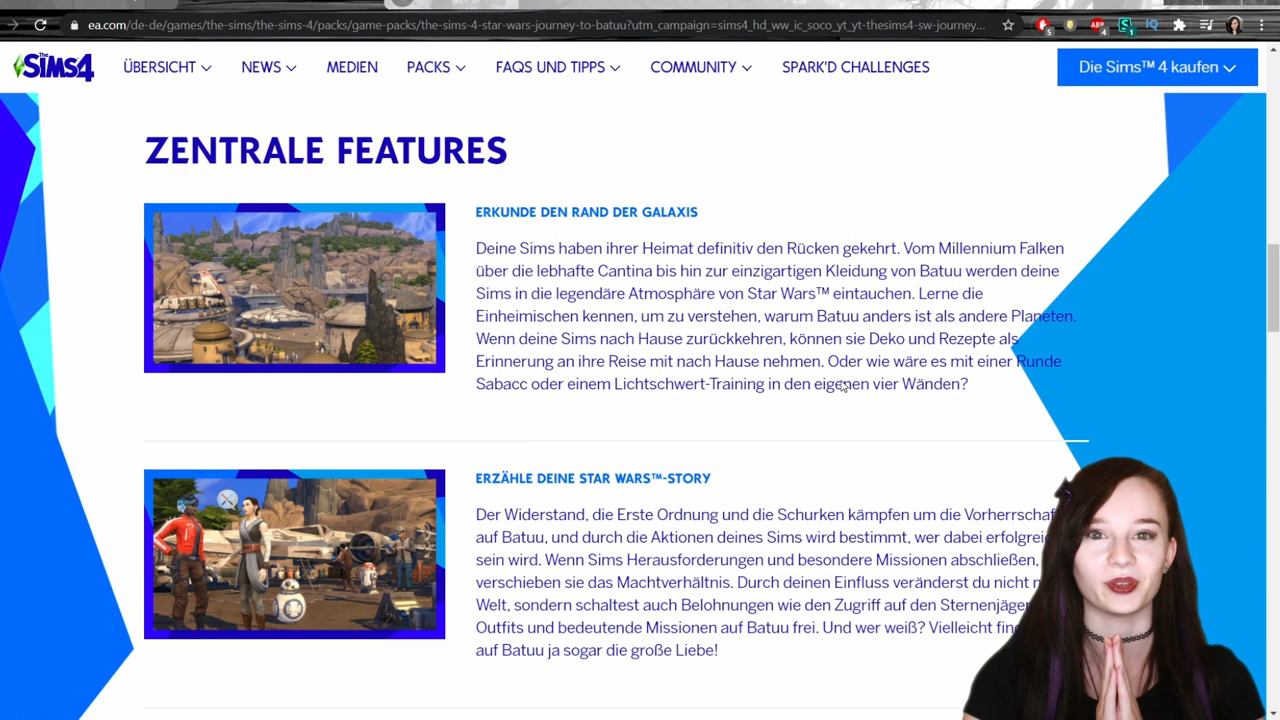 ea.com/de-de/games/the-sims/the-sims-4/packs/game-packs/the-sims-4-star-wars-journey-to-batuu?utm_campaign=sims4_hd_ww_ic_soco_yt_yt-thesims4-sw-journey...
5
4
1
ABP
IQ
The SiMS4
ÜBERSICHT
NEWS
MEDIEN
PACKS
FAQS UND TIPPS
COMMUNITY
SPARK'D CHALLENGES
Die Sims™ 4 kaufen
ZENTRALE FEATURES
ERKUNDE DEN RAND DER GALAXIS
Deine Sims haben ihrer Heimat definitiv den Rücken gekehrt. Vom Millennium Falken
über die lebhafte Cantina bis hin zur einzigartigen Kleidung von Batuu werden deine
Sims in die legendäre Atmosphäre von Star Wars™ eintauchen. Lerne die
Einheimischen kennen, um zu verstehen, warum Batuu anders ist als andere Planeten.
Wenn deine Sims nach Hause zurückkehren, können sie Deko und Rezepte als
Erinnerung an ihre Reise mit nach Hause nehmen. Oder wie wäre es mit einer Runde
Sabacc oder einem Lichtschwert-Training in den eigenen vier Wänden?
ERZÄHLE DEINE STAR WARS™-STORY
Der Widerstand, die Erste Ordnung und die Schurken kämpfen um die Vorherrschaf
auf Batuu, und durch die Aktionen deines Sims wird bestimmt, wer dabei erfolgreic
sein wird. Wenn Sims Herausforderungen und besondere Missionen abschließen,
verschieben sie das Machtverhältnis. Durch deinen Einfluss veränderst du nicht n
Welt, sondern schaltest auch Belohnungen wie den Zugriff auf den Sternenjäger
Outfits und bedeutende Missionen auf Batuu frei. Und wer weiß? Vielleicht fin
auf Batuu ja sogar die große Liebe!